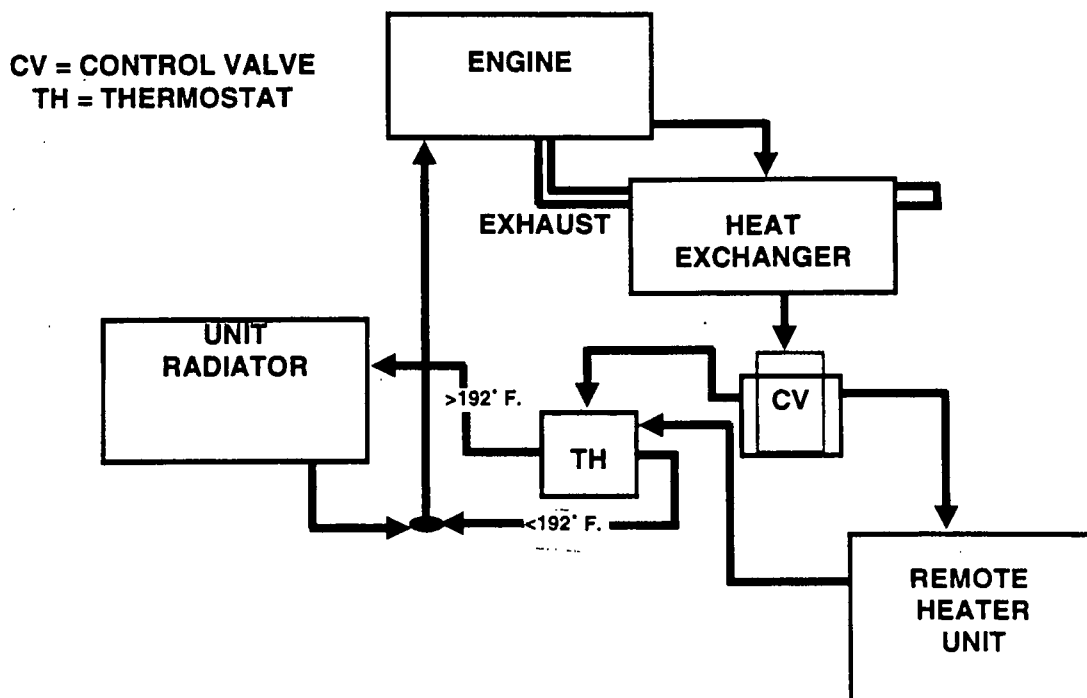 CV = CONTROL VALVE
TH = THERMOSTAT
ENGINE
EXHAUST
HEAT
EXCHANGER
UNIT
RADIATOR
>192° F.
CV
TH
<192° F.
REMOTE
HEATER
UNIT